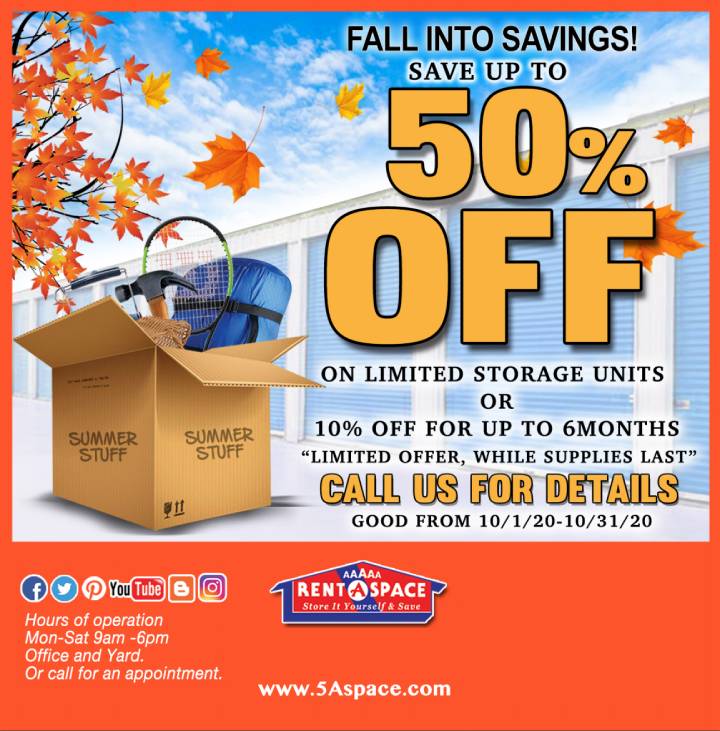 FALL INTO SAVINGS!
SAVE UP TO
50%
OFF
ON LIMITED STORAGE UNITS
OR
10% OFF FOR UP TO 6MONTHS
“LIMITED OFFER, WHILE SUPPLIES LAST”
CALL US FOR DETAILS
GOOD FROM 10/1/20-10/31/20
SUMMER
STUFF
SUMMER
STUFF
You Tube
Hours of operation
Mon-Sat 9am -6pm
Office and Yard.
Or call for an appointment.
AAAAA
RENT A SPACE
Store It Yourself & Save
www.5Aspace.com